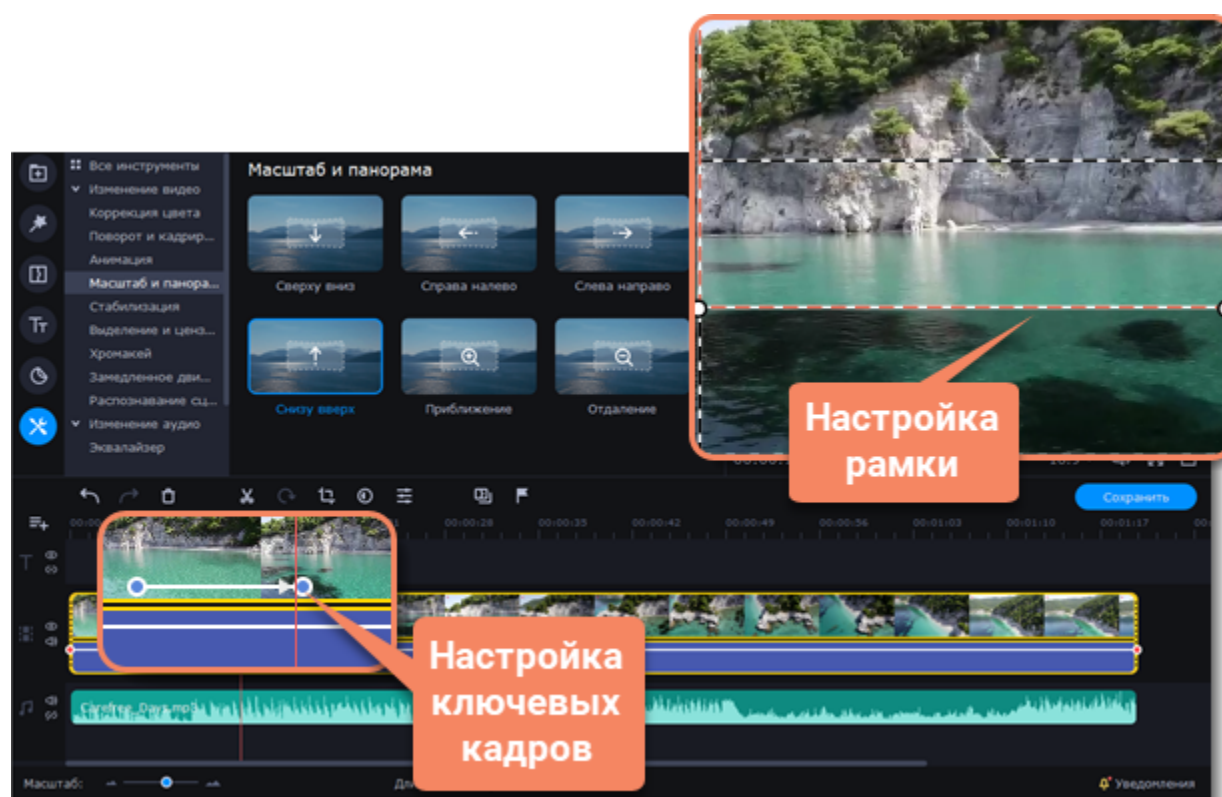 Все инструменты
Изменение видео
Коррекция цвета
Поворот и кадрир...
Анимация
Масштаб и панора...
Стабилизация
Выделение и ценз...
Хромакей
Замедленное дви...
Распознавание сц...
Изменение аудио
Эквалайзер
Масштаб и панорама
Сверху вниз
Справа налево
Слева направо
Снизу вверх
Приближение
Отдаление
Настройка
рамки
Сохранить
00:00:28
00:00:35
00:00:42
00:00:49
00:00:56
00:01:03
00:01:10
00:01:17
Настройка
ключевых
кадров
Carefree_Days.mp3
Масштаб:
Уведомления